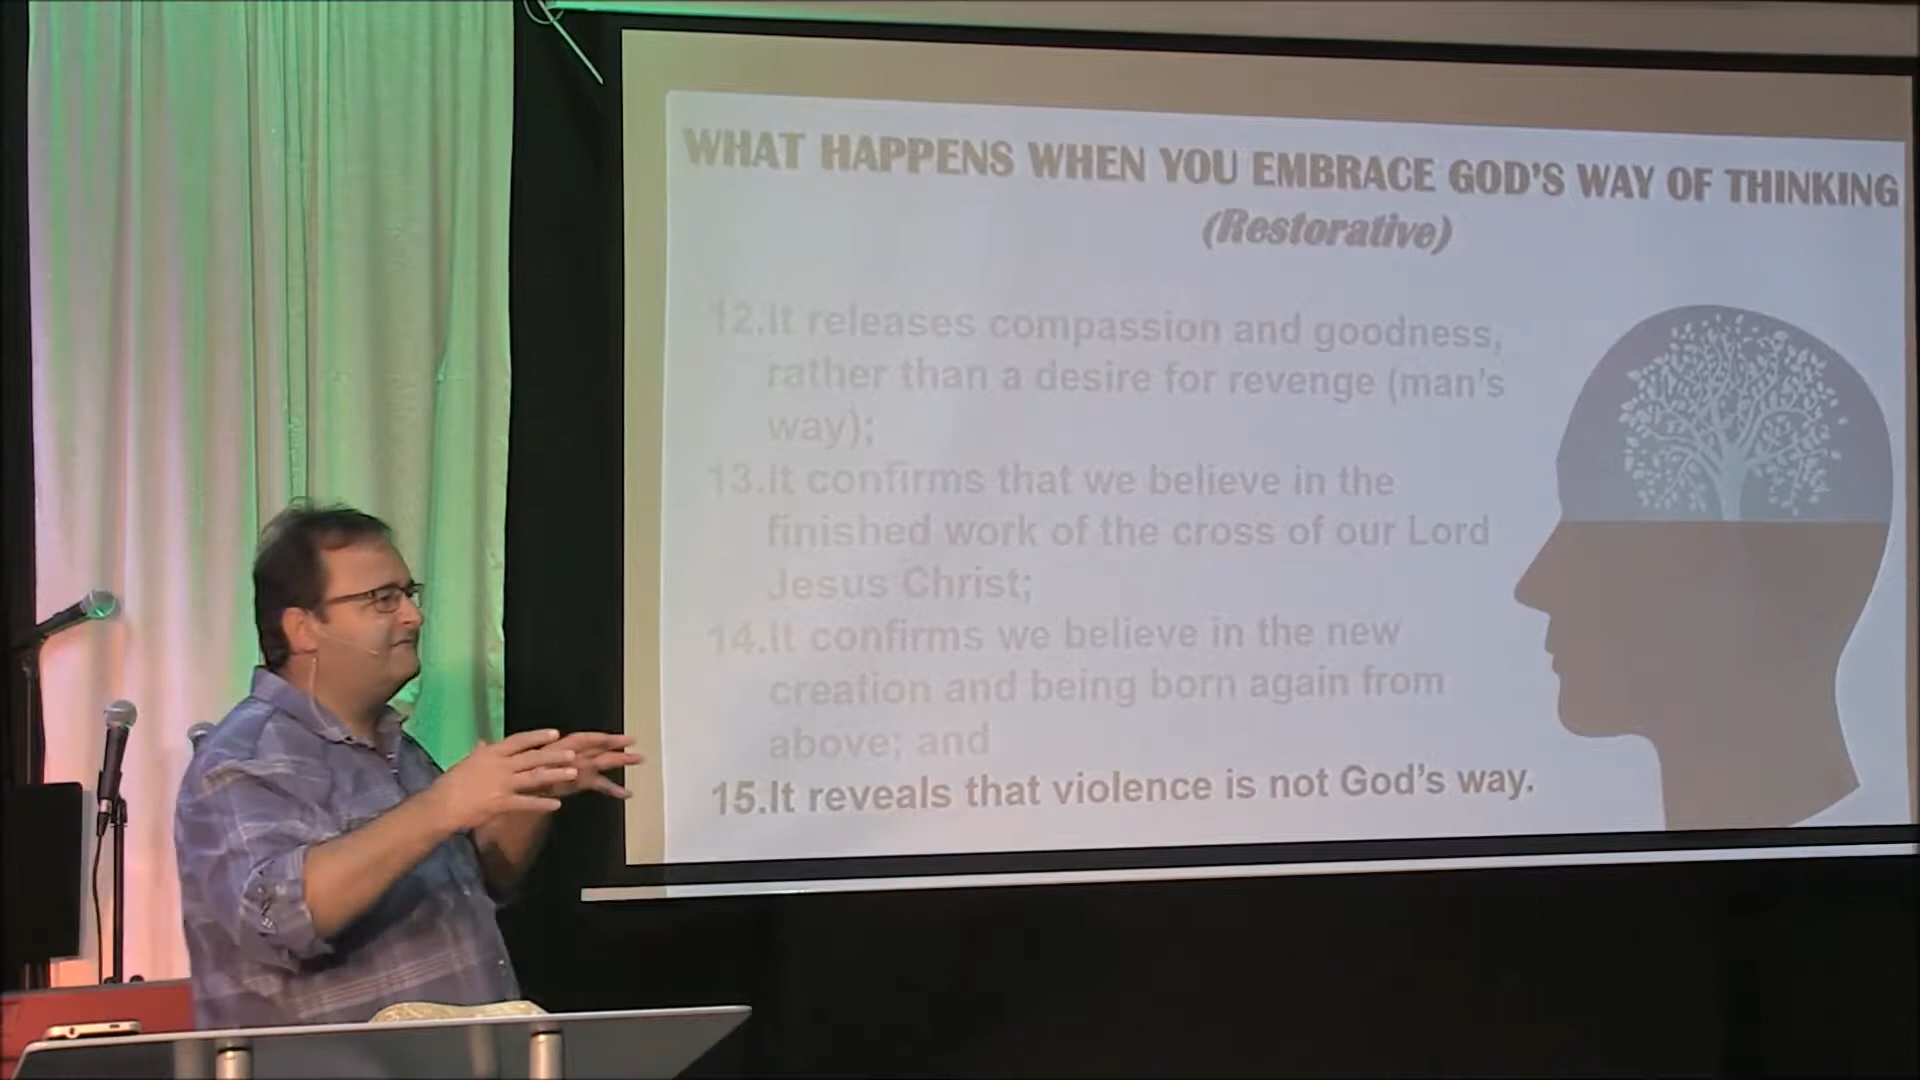 WHAT HAPPENS WHEN YOU EMBRACE GOD'S WAY OF THINKING
(Restorative)
12.It releases compassion and goodness,
rather than a desire for revenge (man's
way);
13.It confirms that we believe in the
finished work of the cross of our Lord
Jesus Christ;
14.It confirms we believe in the new
creation and being born again from
above; and
15.It reveals that violence is not God's way.